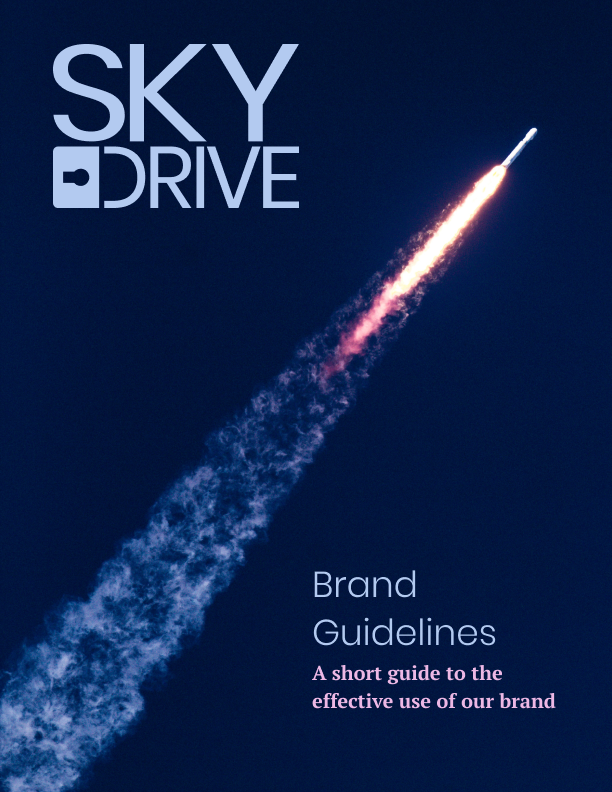 SKY
DRIVE
Brand
Guidelines
A short guide to the
effective use of our brand